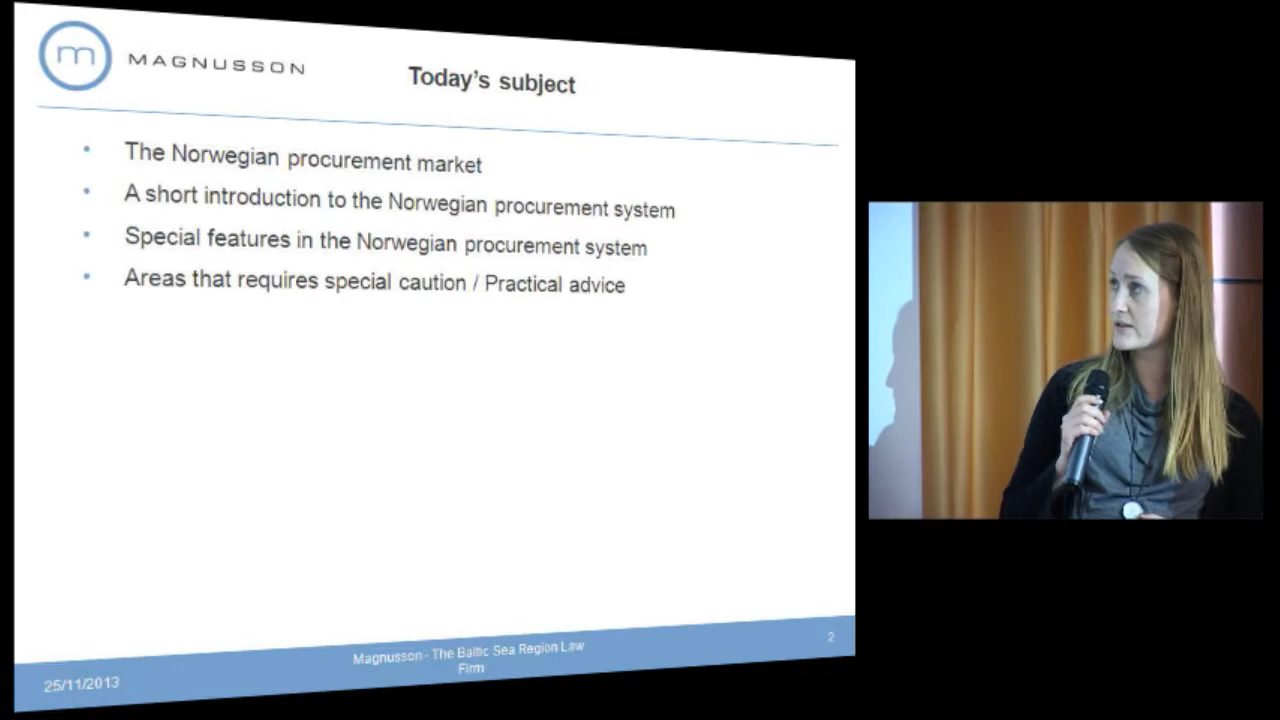 m
MAGNUSSON
Today's subject
• The Norwegian procurement market
• A short introduction to the Norwegian procurement system
• Special features in the Norwegian procurement system
• Areas that requires special caution / Practical advice
25/11/2013
Magnusson - The Baltic Sea Region Law
Firm
2